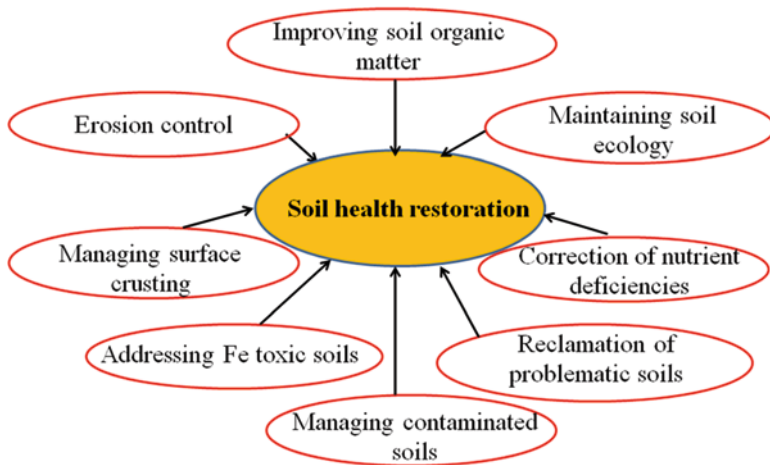 Improving soil organic
matter
Erosion control
Maintaining soil
ecology
Soil health restoration
Managing surface
crusting
Correction of nutrient
deficiencies
Addressing Fe toxic soils
Reclamation of
problematic soils
Managing contaminated
soils